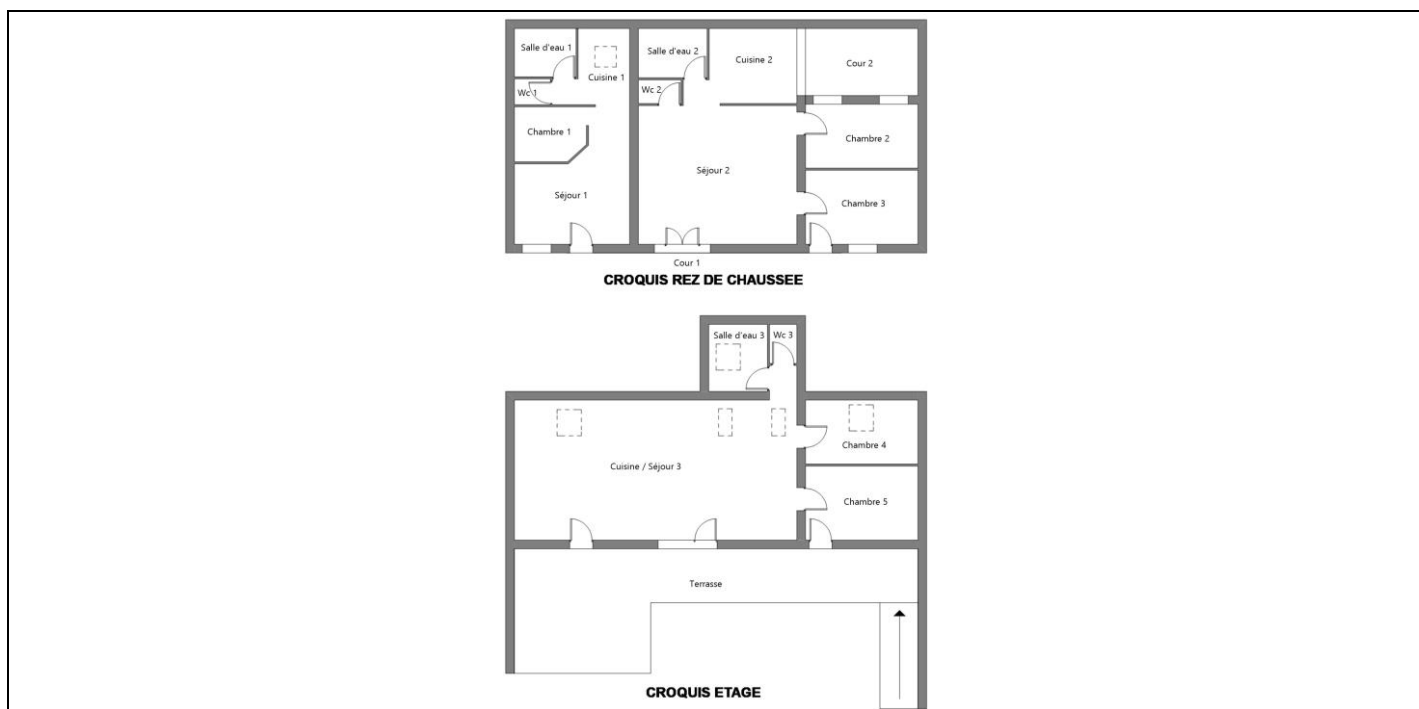 Salle d'eau 1
Salle d'eau 2
Cuisine 2
Cour 2
Cuisine 1
Wc 1
Wc 2
Chambre 1
Chambre 2
Séjour 2
Séjour 1
Chambre 3
Cour 1
CROQUIS REZ DE CHAUSSEE
Salle d'eau 3
Wc 3
Chambre 4
Cuisine / Séjour 3
Chambre 5
Terrasse
CROQUIS ETAGE